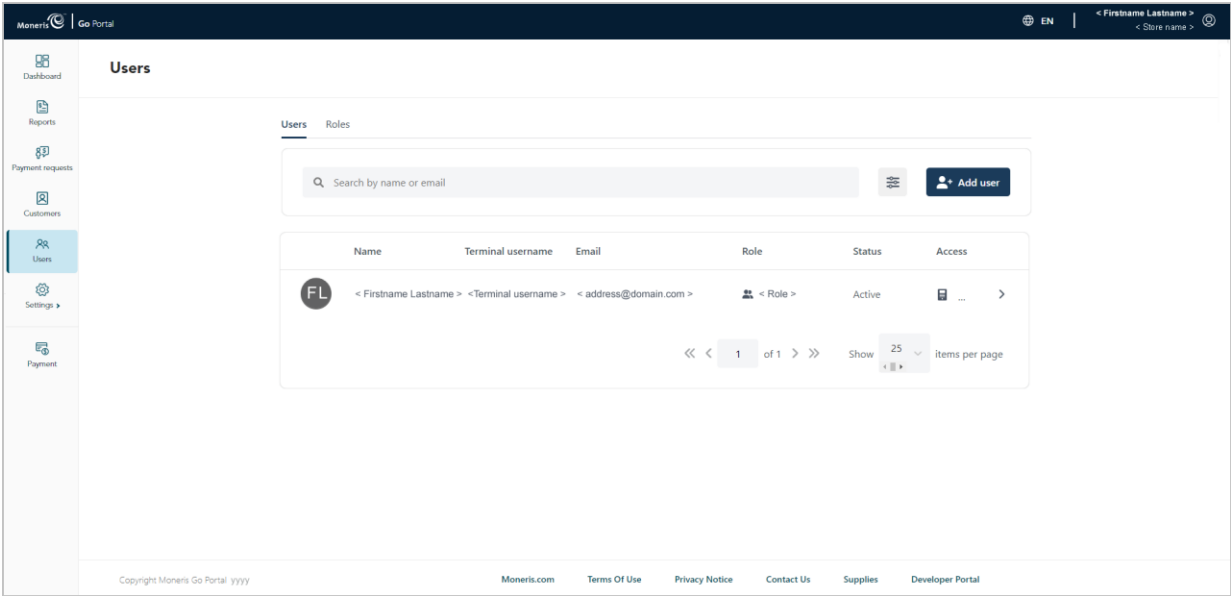 Moneris Go Portal
EN
< Firstname Lastname >
< Store name >
Dashboard
Reports
Payment requests
Customers
Users
Settings
Payment
Users
Users Roles
Search by name or email
Add user
Name Terminal username Email Role Status Access
FL < Firstname Lastname > <Terminal username > < address@domain.com > < Role > Active ...
1 of 1 Show 25 items per page
Copyright Moneris Go Portal yyyy Moneris.com Terms Of Use Privacy Notice Contact Us Supplies Developer Portal